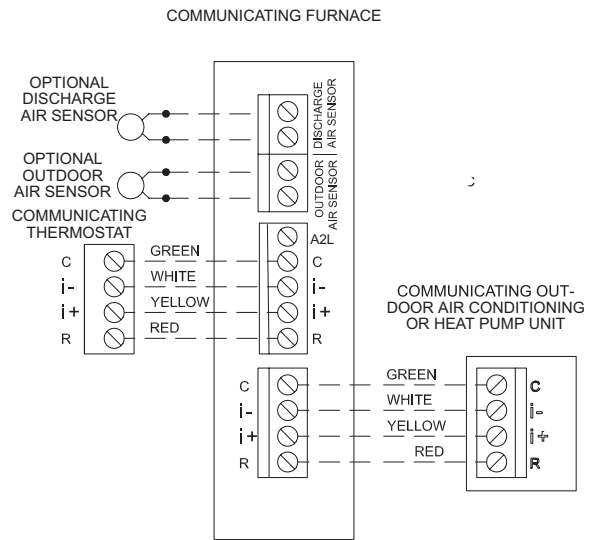 COMMUNICATING FURNACE
OPTIONAL
DISCHARGE
AIR SENSOR
DISCHARGE
AIR SENSOR
OPTIONAL
OUTDOOR
AIR SENSOR
OUTDOOR
AIR SENSOR
COMMUNICATING
THERMOSTAT
A2L
C GREEN C
i- WHITE i-
i+ YELLOW i+
R RED R
COMMUNICATING OUT-
DOOR AIR CONDITIONING
OR HEAT PUMP UNIT
C GREEN C
i- WHITE i-
i+ YELLOW i+
R RED R